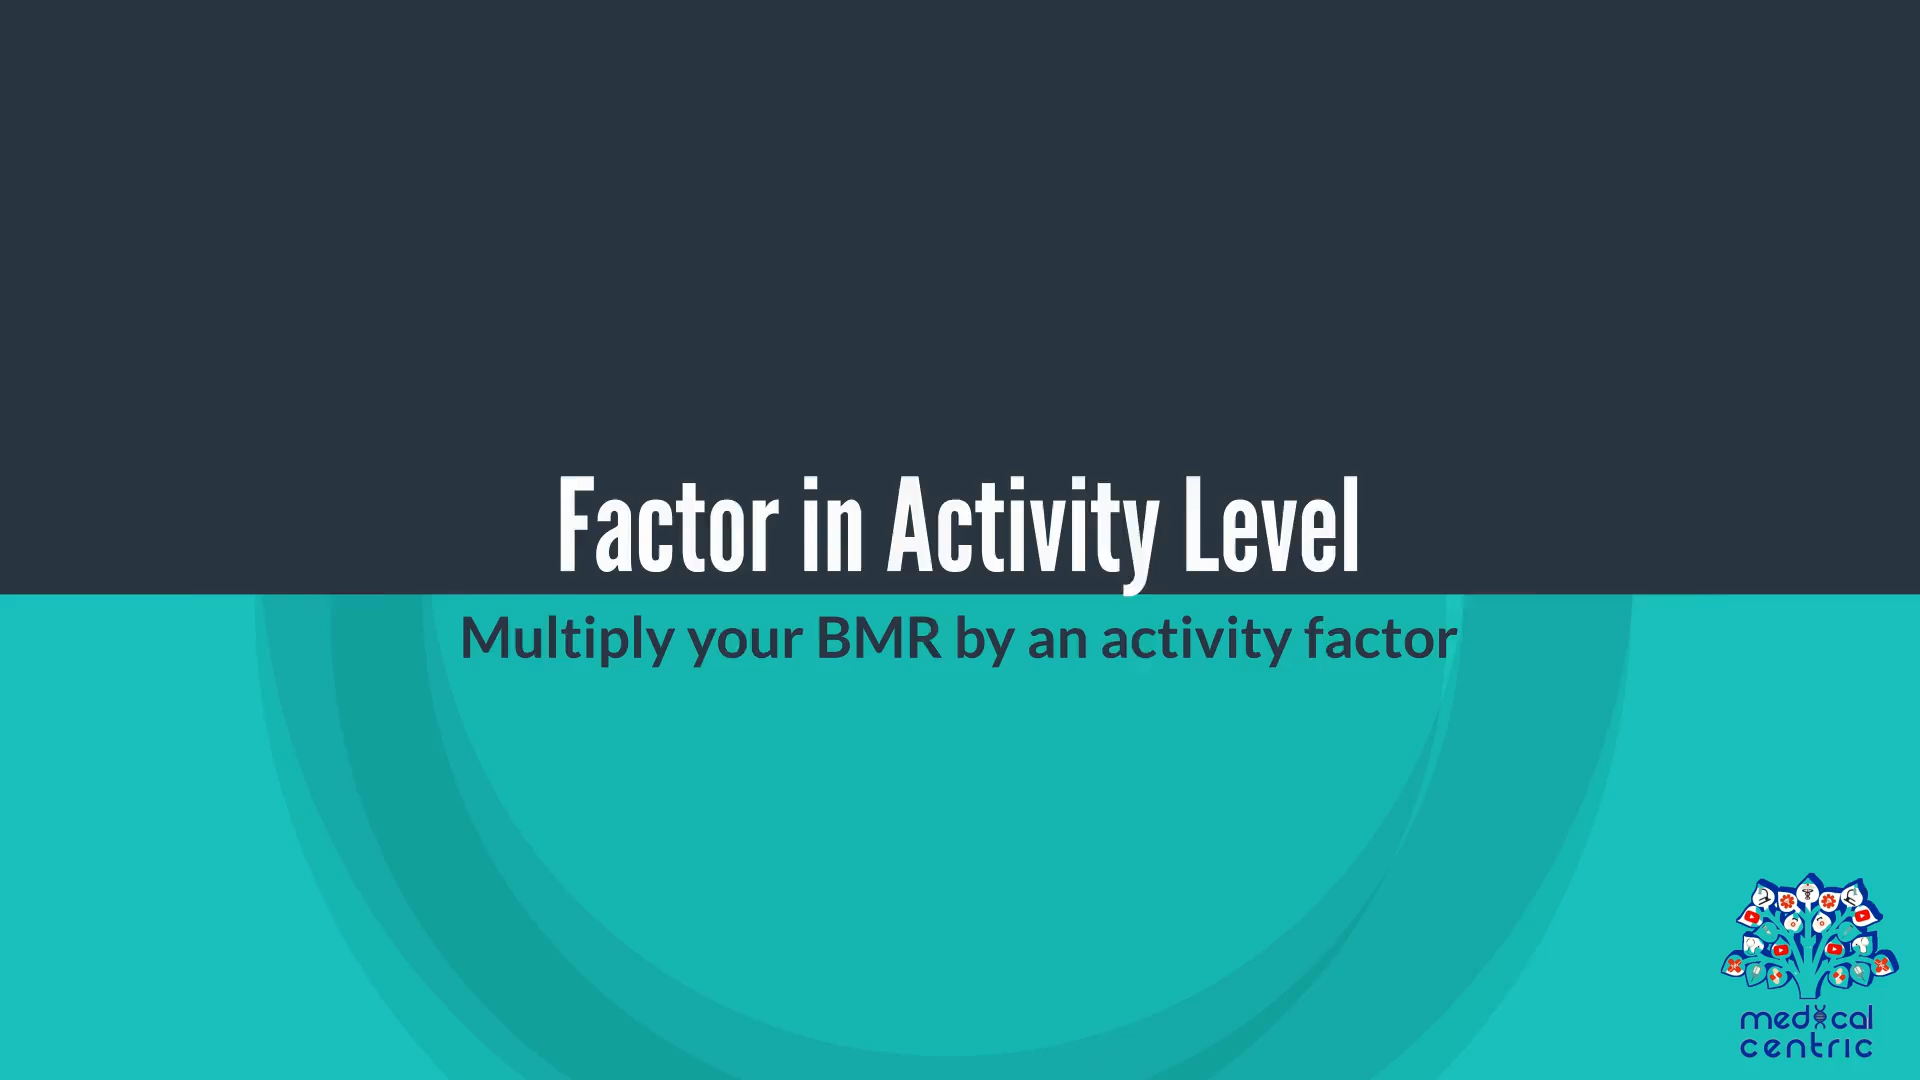 Factor in Activity Level
Multiply your BMR by an activity factor
medical
centric